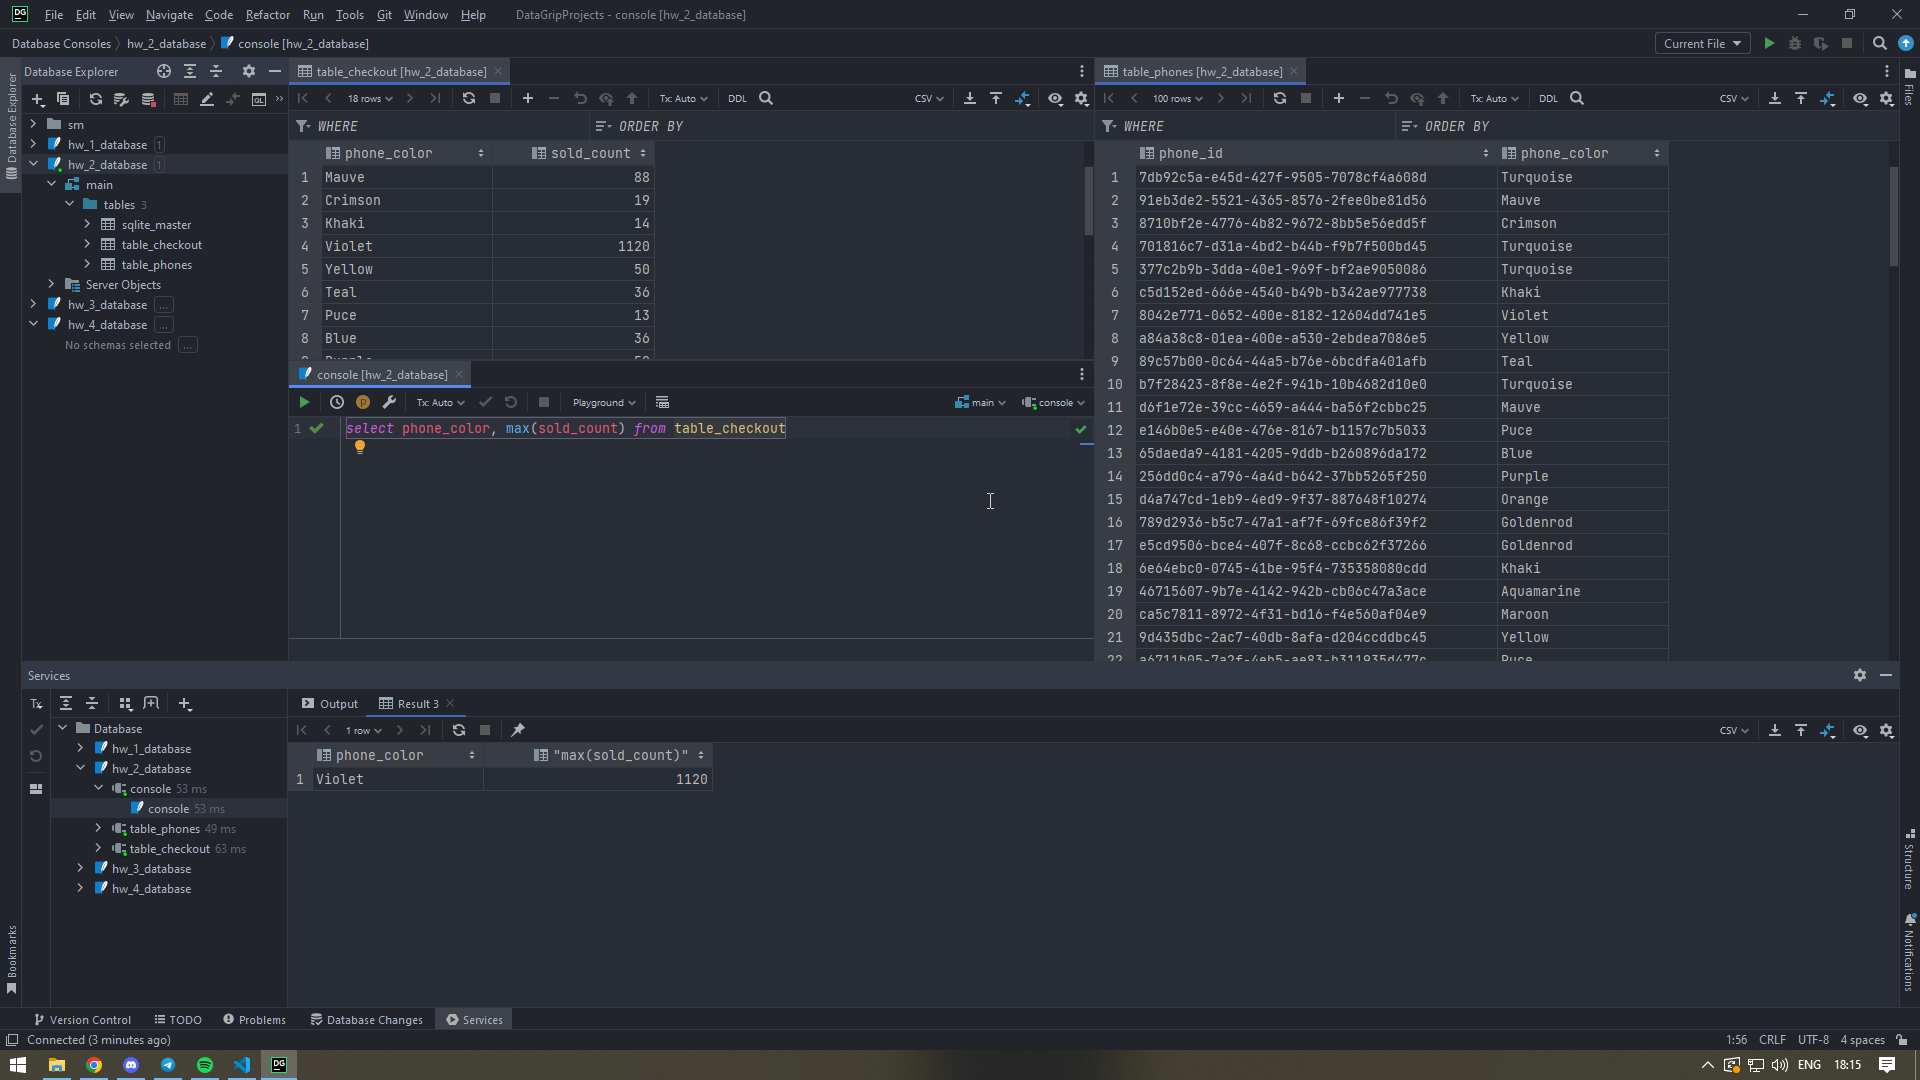 DG File Edit View Navigate Code Refactor Run Tools Git Window Help DataGripProjects - console [hw_2_database]
Database Consoles hw_2_database console [hw_2_database] Current File
Database Explorer
sm
hw_1_database 1
hw_2_database 1
main
tables 3
sqlite_master
table_checkout
table_phones
Server Objects
hw_3_database ...
hw_4_database ...
No schemas selected ...
Database Explorer
Bookmarks
table_checkout [hw_2_database]
18 rows Tx: Auto DDL CSV
WHERE ORDER BY
phone_color sold_count
1 Mauve 88
2 Crimson 19
3 Khaki 14
4 Violet 1120
5 Yellow 50
6 Teal 36
7 Puce 13
8 Blue 36
console [hw_2_database]
Tx: Auto Playground main console
1 select phone_color, max(sold_count) from table_checkout
table_phones [hw_2_database]
100 rows Tx: Auto DDL CSV
WHERE ORDER BY
phone_id phone_color
1 7db92c5a-e45d-427f-9505-7078cf4a608d Turquoise
2 91eb3de2-5521-4365-8576-2fee0be81d56 Mauve
3 8710bf2e-4776-4b82-9672-8bb5e56edd5f Crimson
4 701816c7-d31a-4bd2-b44b-f9b7f500bd45 Turquoise
5 377c2b9b-3dda-40e1-969f-bf2ae9050086 Turquoise
6 c5d152ed-666e-4540-b49b-b342ae977738 Khaki
7 8042e771-0652-400e-8182-12604dd741e5 Violet
8 a84a38c8-01ea-400e-a530-2ebdea7086e5 Yellow
9 89c57b00-0c64-44a5-b76e-6bcdfa401afb Teal
10 b7f28423-8f8e-4e2f-941b-10b4682d10e0 Turquoise
11 d6f1e72e-39cc-4659-a444-ba56f2cbbc25 Mauve
12 e146b0e5-e40e-476e-8167-b1157c7b5033 Puce
13 65daeda9-4181-4205-9ddb-b260896da172 Blue
14 256dd0c4-a796-4a4d-b642-37bb5265f250 Purple
15 d4a747cd-1eb9-4ed9-9f37-887648f10274 Orange
16 789d2936-b5c7-47a1-af7f-69fce86f39f2 Goldenrod
17 e5cd9506-bce4-407f-8c68-ccbc62f37266 Goldenrod
18 6e64ebc0-0745-41be-95f4-735358080cdd Khaki
19 46715607-9b7e-4142-942b-cb06c47a3ace Aquamarine
20 ca5c7811-8972-4f31-bd16-f4e560af04e9 Maroon
21 9d435dbc-2ac7-40db-8afa-d204ccddbc45 Yellow
Files
Structure
Notifications
Services
Tx
Database
hw_1_database
hw_2_database
console 53 ms
console 53 ms
table_phones 49 ms
table_checkout 63 ms
hw_3_database
hw_4_database
Output Result 3
1 row CSV
phone_color "max(sold_count)"
1 Violet 1120
Version Control TODO Problems Database Changes Services
Connected (3 minutes ago) 1:56 CRLF UTF-8 4 spaces
DG ENG 18:15